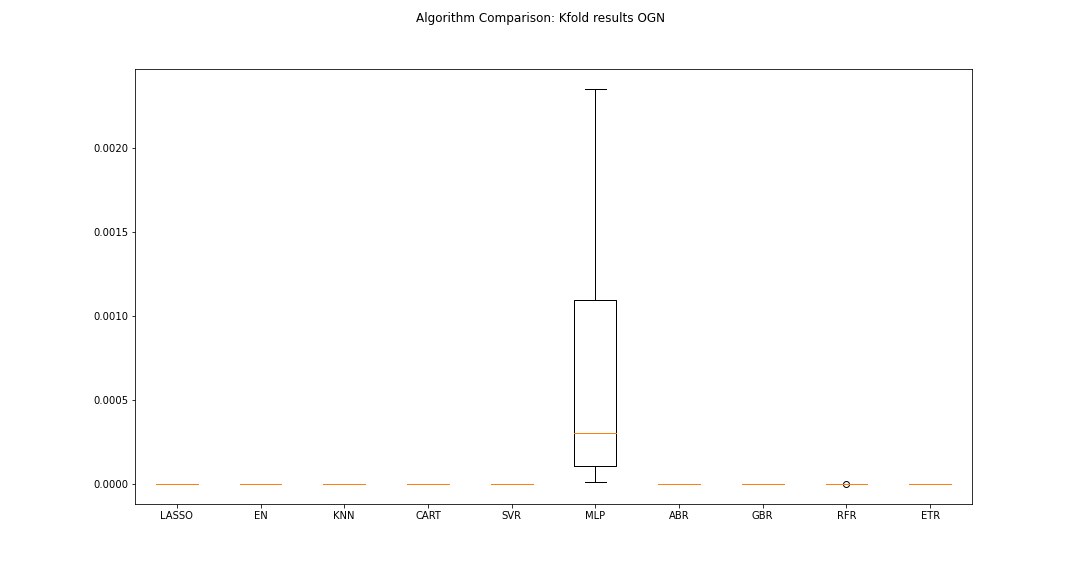 Algorithm Comparison: Kfold results OGN
0.0020
0.0015
0.0010
0.0005
0.0000
LASSO EN KNN CART SVR MLP ABR GBR RFR ETR